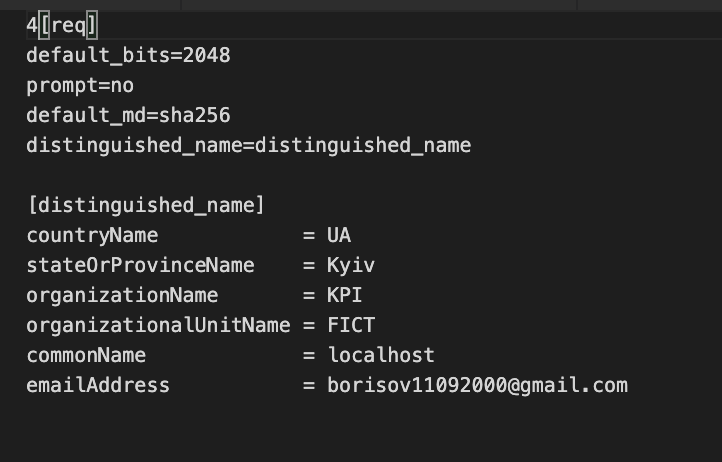 4[req]
default_bits=2048
prompt=no
default_md=sha256
distinguished_name=distinguished_name
[distinguished_name]
countryName = UA
stateOrProvinceName = Kyiv
organizationName = KPI
organizationalUnitName = FICT
commonName = localhost
emailAddress = borisov11092000@gmail.com